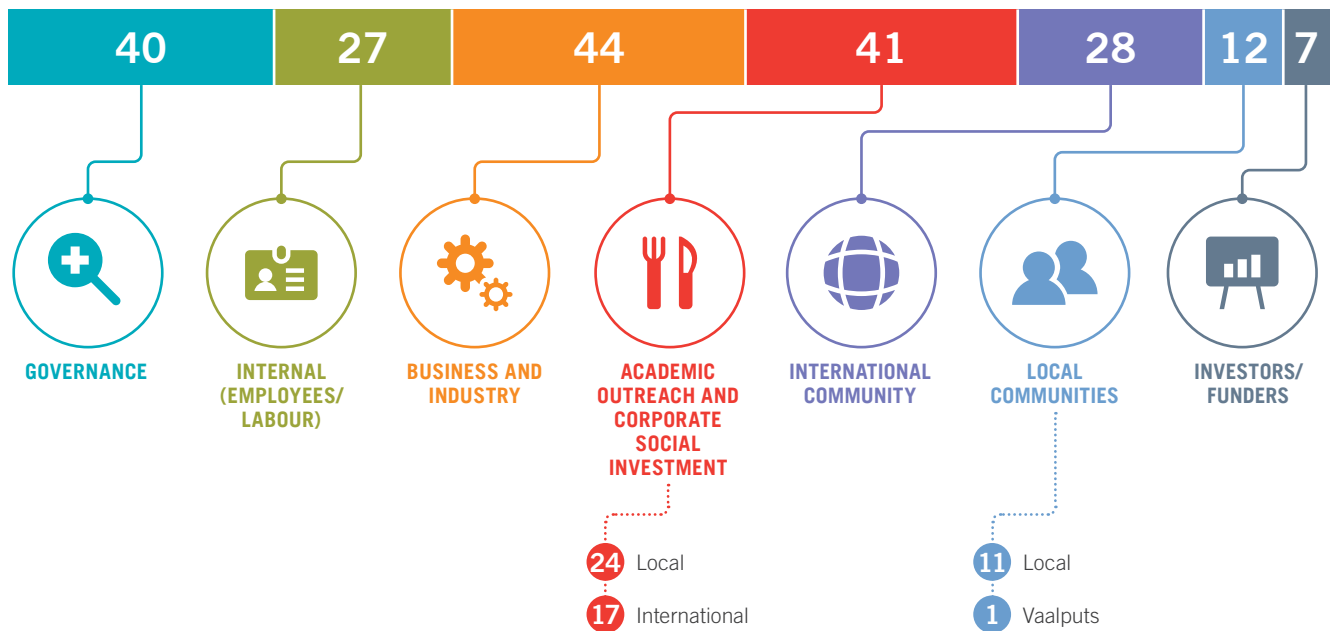 40
27
44
41
28
12
7
GOVERNANCE
INTERNAL
(EMPLOYEES/
LABOUR)
BUSINESS AND
INDUSTRY
ACADEMIC
OUTREACH AND
CORPORATE
SOCIAL
INVESTMENT
INTERNATIONAL
COMMUNITY
LOCAL
COMMUNITIES
INVESTORS/
FUNDERS
24 Local
17 International
11 Local
1 Vaalputs